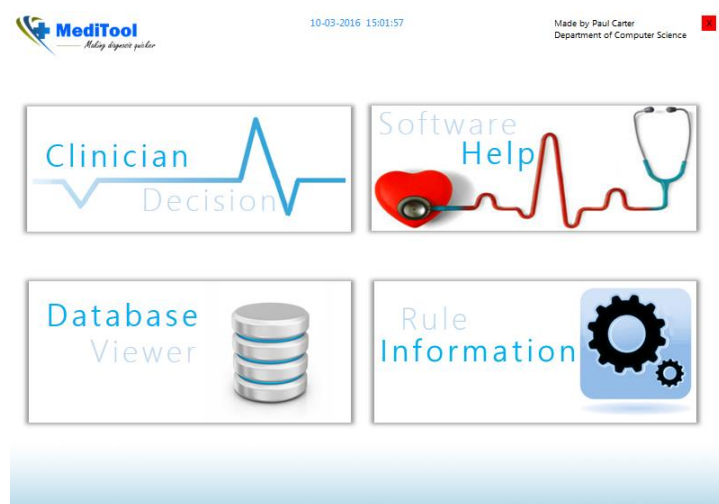 MediTool
Making diagnosis quicker
10-03-2016 15:01:57
Made by Paul Carter
Department of Computer Science
X
Clinician
Decision
Software
Help
Database
Viewer
Rule
Information